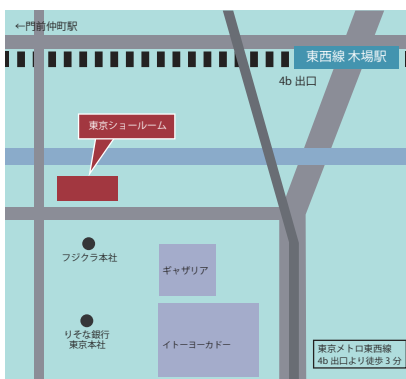 ←門前仲町駅
東西線 木場駅
4b 出口
東京ショールーム
フジクラ本社
ギャザリア
りそな銀行
東京本社
イトーヨーカドー
東京メトロ東西線
4b 出口より徒歩 3 分